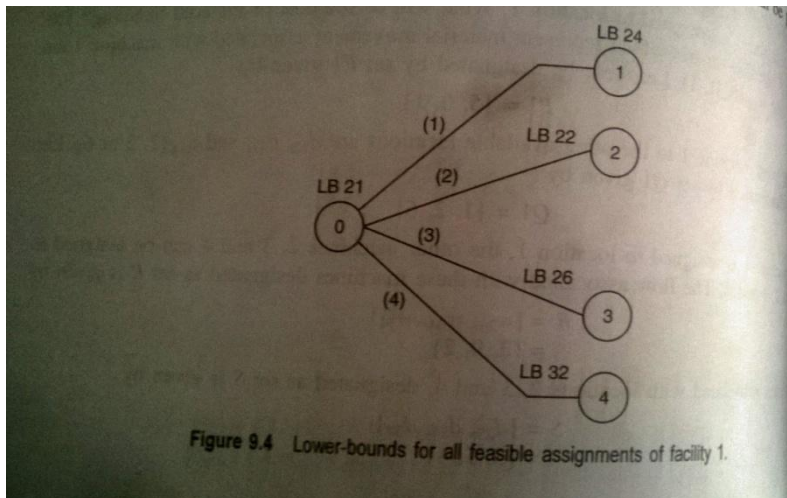 LB 24
1
(1)
LB 22
2
(2)
LB 21
0
(3)
LB 26
3
(4)
LB 32
4
Figure 9.4 Lower-bounds for all feasible assignments of facility 1.